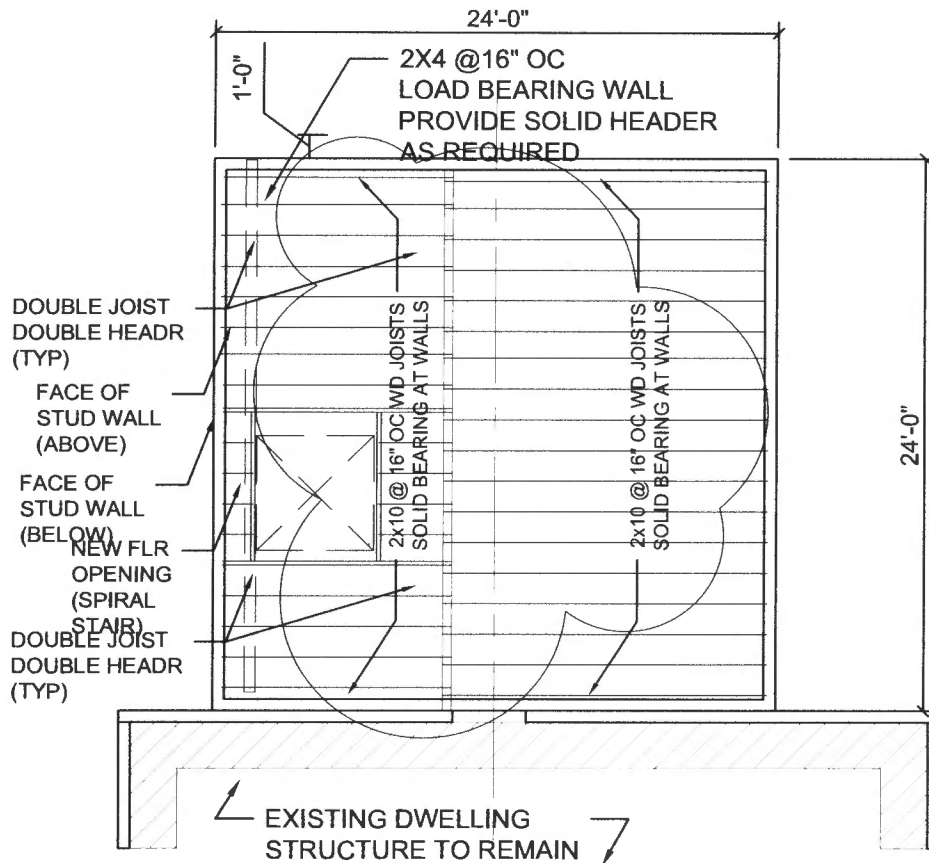 24'-0"
1'-0"
2X4 @16" OC
LOAD BEARING WALL
PROVIDE SOLID HEADER
AS REQUIRED
DOUBLE JOIST
DOUBLE HEADR
(TYP)
FACE OF
STUD WALL
(ABOVE)
FACE OF
STUD WALL
(BELOW)
NEW FLR
OPENING
(SPIRAL
STAIR)
DOUBLE JOIST
DOUBLE HEADR
(TYP)
2x10 @ 16" OC WD JOISTS
SOLID BEARING AT WALLS
2x10 @ 16" OC WD JOISTS
SOLID BEARING AT WALLS
24'-0"
EXISTING DWELLING
STRUCTURE TO REMAIN